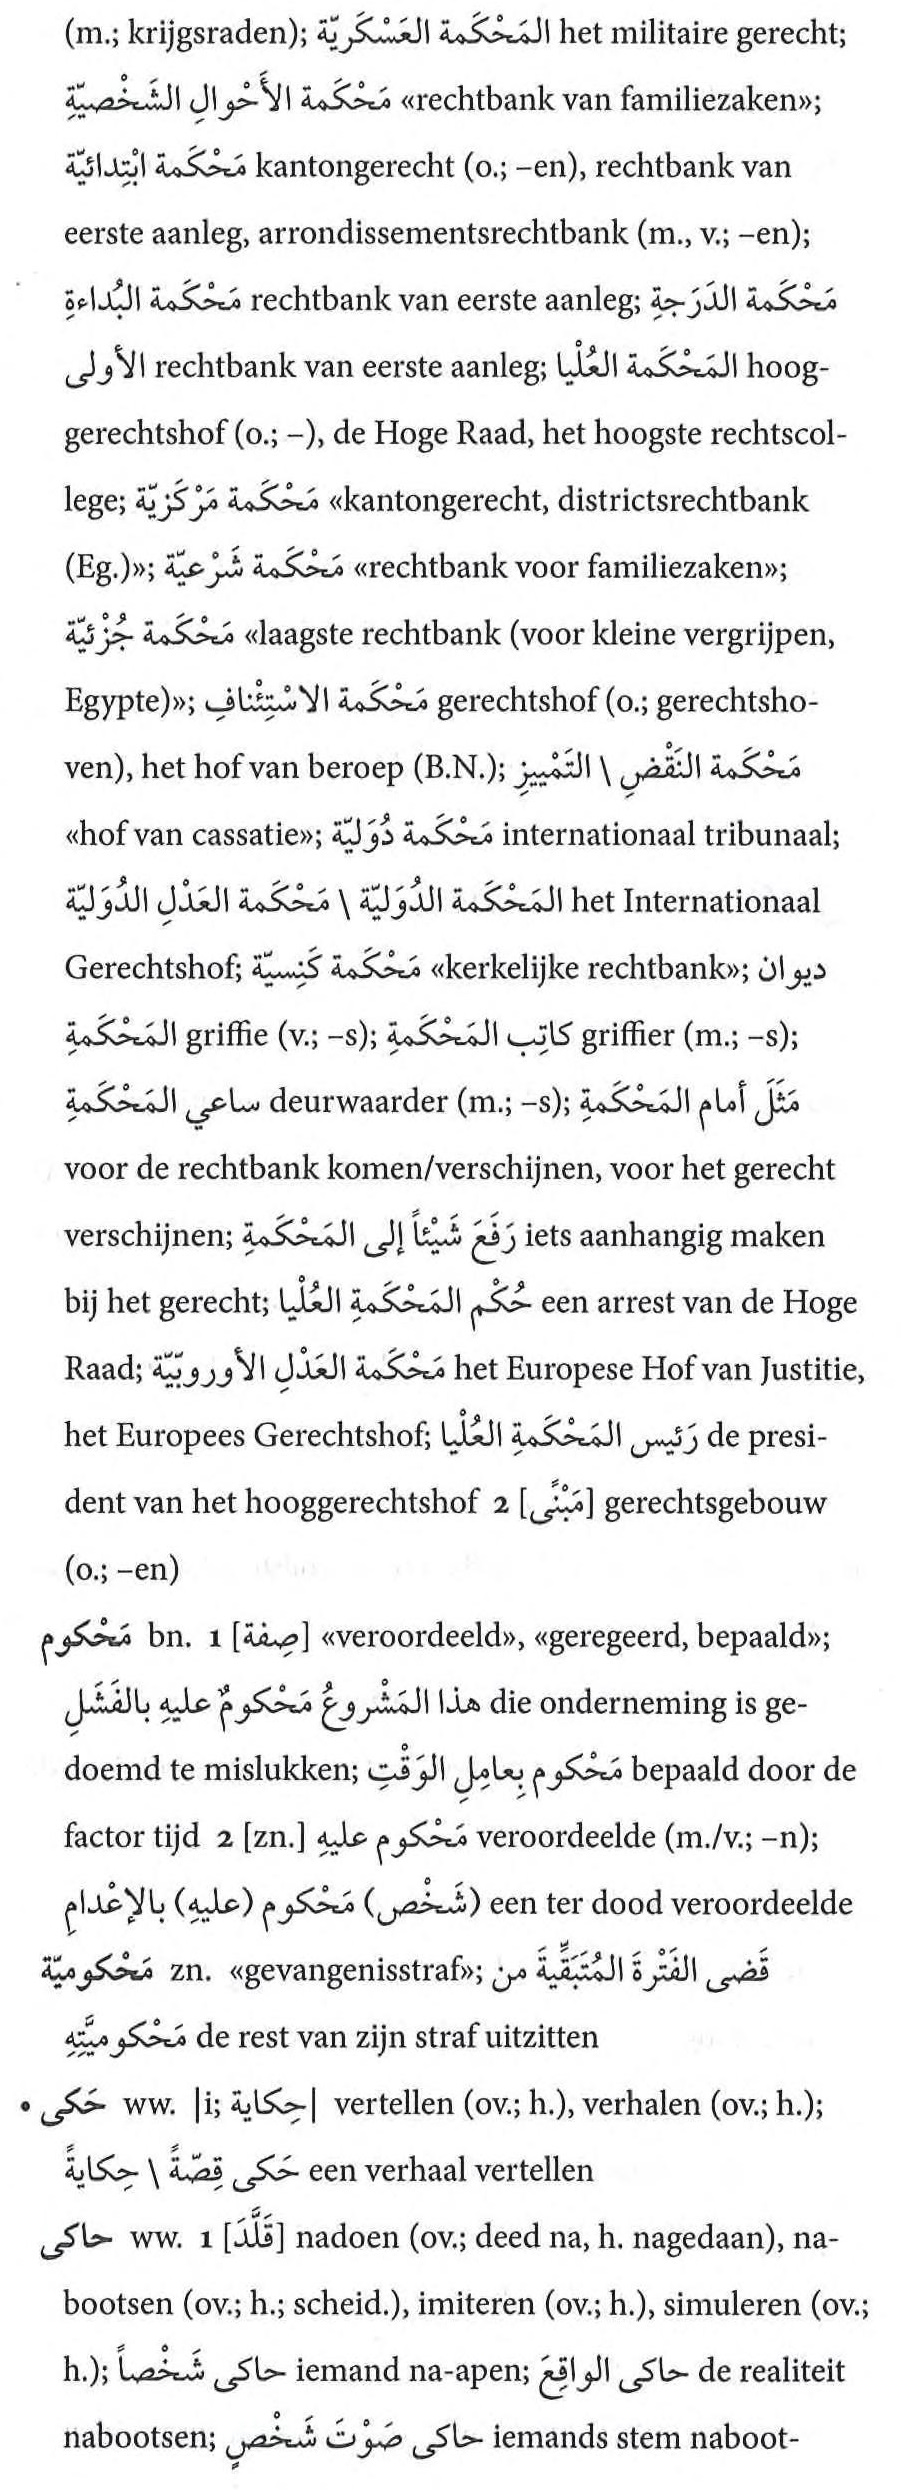 (m.; krijgsraden); المَحْكَمة العَسْكَريّة het militaire gerecht;
مَحْكَمة الأَحْوالِ الشَّخْصيّةِ «rechtbank van familiezaken»;
مَحْكَمة ابْتِدائيّة kantongerecht (o.; –en), rechtbank van
eerste aanleg, arrondissementsrechtbank (m., v.; –en);
مَحْكَمة البُداءةِ rechtbank van eerste aanleg; مَحْكَمة الدَرَجةِ
الأولى rechtbank van eerste aanleg; المَحْكَمة العُلْيا hoog-
gerechtshof (o.; –), de Hoge Raad, het hoogste rechtscol-
lege; مَحْكَمة مَرْكَزيّة «kantongerecht, districtsrechtbank
(Eg.)»; مَحْكَمة شَرْعيّة «rechtbank voor familiezaken»;
مَحْكَمة جُزْئيّة «laagste rechtbank (voor kleine vergrijpen,
Egypte)»; مَحْكَمة الاسْتِئْنافِ gerechtshof (o.; gerechtsho-
ven), het hof van beroep (B.N.); مَحْكَمة النَقْضِ \ التَمْييزِ
«hof van cassatie»; مَحْكَمة دُوَليّة internationaal tribunaal;
المَحْكَمة الدُوَليّة \ مَحْكَمة العَدْلِ الدُوَليّة het Internationaal
Gerechtshof; مَحْكَمة كَنِسيّة «kerkelijke rechtbank»; ديوان
المَحْكَمةِ griffie (v.; –s); كاتِب المَحْكَمةِ griffier (m.; –s);
ساعي المَحْكَمةِ deurwaarder (m.; –s); مَثَلَ أمام المَحْكَمةِ
voor de rechtbank komen/verschijnen, voor het gerecht
verschijnen; رَفَعَ شَيْئاً إلى المَحْكَمةِ iets aanhangig maken
bij het gerecht; حُكْم المَحْكَمةِ العُلْيا een arrest van de Hoge
Raad; مَحْكَمة العَدْلِ الأوروبّيّة het Europese Hof van Justitie,
het Europees Gerechtshof; رَئيس المَحْكَمةِ العُلْيا de presi-
dent van het hooggerechtshof 2 [مَبْنًى] gerechtsgebouw
(o.; –en)
مَحْكوم bn. 1 [صِفة] «veroordeeld», «geregeerd, bepaald»;
هذا المَشْروعُ مَحْكومٌ عليهِ بالفَشَلِ die onderneming is ge-
doemd te mislukken; مَحْكوم بِعامِلِ الوَقْتِ bepaald door de
factor tijd 2 [zn.] مَحْكوم عليهِ veroordeelde (m./v.; –n);
(شَخْص) مَحْكوم (عليهِ) بالإعْدامِ een ter dood veroordeelde
مَحْكوميّة zn. «gevangenisstraf»; قَضى الفَتْرةَ المُتَبَقِّيةَ من
مَحْكوميَّتِهِ de rest van zijn straf uitzitten
• حَكى ww. |i; حِكاية| vertellen (ov.; h.), verhalen (ov.; h.);
حَكى قِصّةً \ حِكايةً een verhaal vertellen
حاكى ww. 1 [قَلَّدَ] nadoen (ov.; deed na, h. nagedaan), na-
bootsen (ov.; h.; scheid.), imiteren (ov.; h.), simuleren (ov.;
h.); حاكى شَخْصاً iemand na-apen; حاكى الواقِعَ de realiteit
nabootsen; حاكى صَوْتَ شَخْصٍ iemands stem naboot-